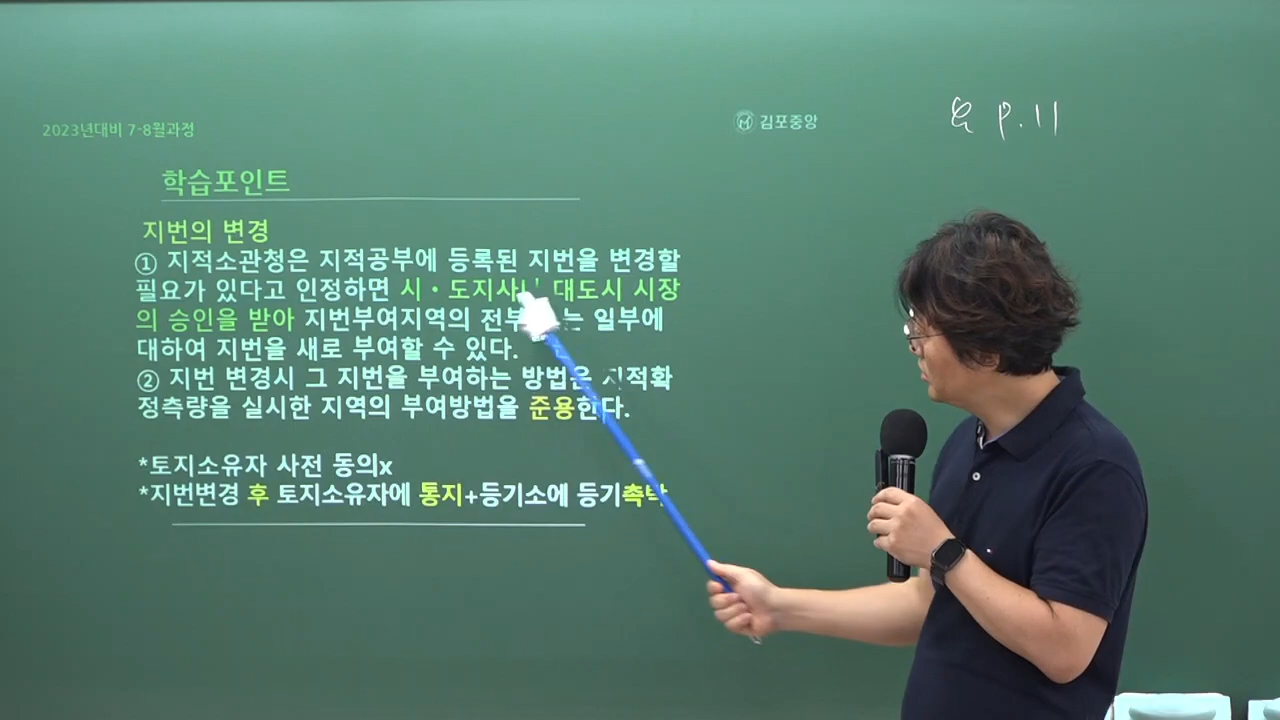 2023년대비 7-8월과정
김포중앙
p.11
학습포인트
지번의 변경
① 지적소관청은 지적공부에 등록된 지번을 변경할
필요가 있다고 인정하면 시·도지사나 대도시 시장
의 승인을 받아 지번부여지역의 전부 는 일부에
대하여 지번을 새로 부여할 수 있다.
② 지번 변경시 그 지번을 부여하는 방법은 지적확
정측량을 실시한 지역의 부여방법을 준용한다.
*토지소유자 사전 동의x
*지번변경 후 토지소유자에 통지+등기소에 등기촉탁